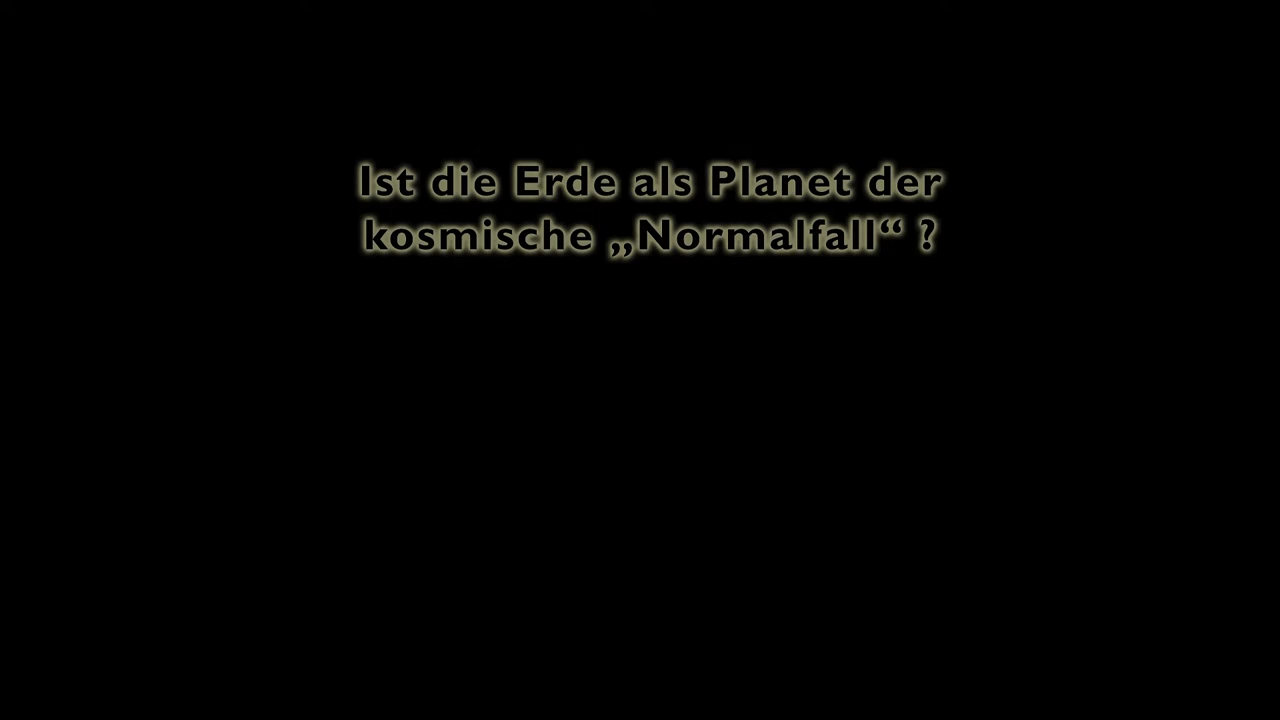 Ist die Erde als Planet der
kosmische „Normalfall“ ?